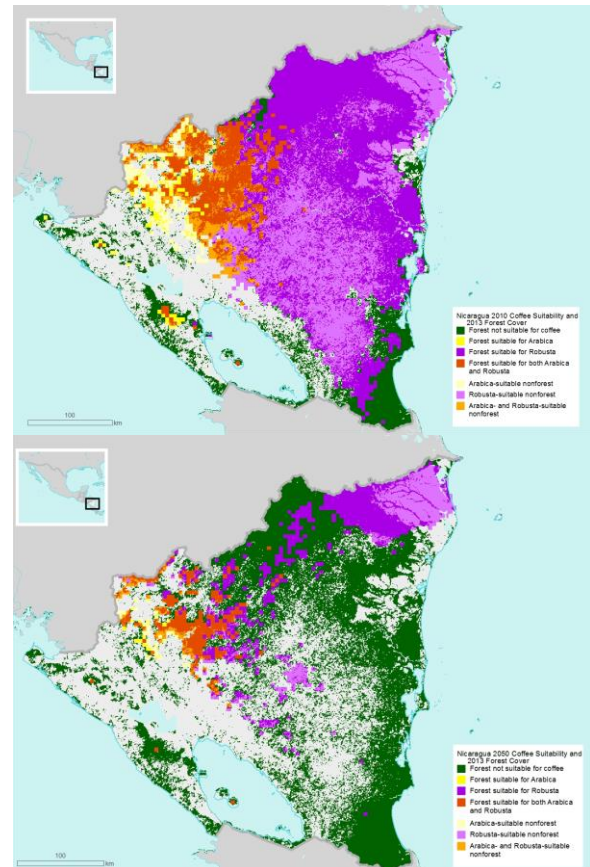 Nicaragua 2010 Coffee Suitability and
2013 Forest Cover
Forest not suitable for coffee
Forest suitable for Arabica
Forest suitable for Robusta
Forest suitable for both Arabica
and Robusta
Arabica-suitable nonforest
Robusta-suitable nonforest
Arabica- and Robusta-suitable
nonforest
100
km
Nicaragua 2050 Coffee Suitability and
2013 Forest Cover
Forest not suitable for coffee
Forest suitable for Arabica
Forest suitable for Robusta
Forest suitable for both Arabica
and Robusta
Arabica-suitable nonforest
Robusta-suitable nonforest
Arabica- and Robusta-suitable
nonforest
100
km